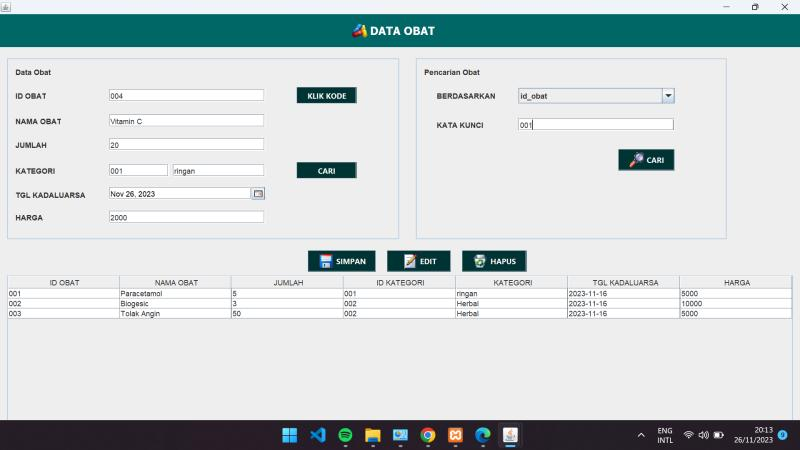 DATA OBAT
Data Obat
ID OBAT 004 KLIK KODE
NAMA OBAT Vitamin C
JUMLAH 20
KATEGORI 001 ringan CARI
TGL KADALUARSA Nov 26, 2023
HARGA 2000
Pencarian Obat
BERDASARKAN id_obat
KATA KUNCI 001
CARI
SIMPAN EDIT HAPUS
ID OBAT NAMA OBAT JUMLAH ID KATEGORI KATEGORI TGL KADALUARSA HARGA
001 Paracetamol 5 001 ringan 2023-11-16 5000
002 Biogesic 3 002 Herbal 2023-11-16 10000
003 Tolak Angin 50 002 Herbal 2023-11-16 5000
ENG 20:13
INTL 26/11/2023 9